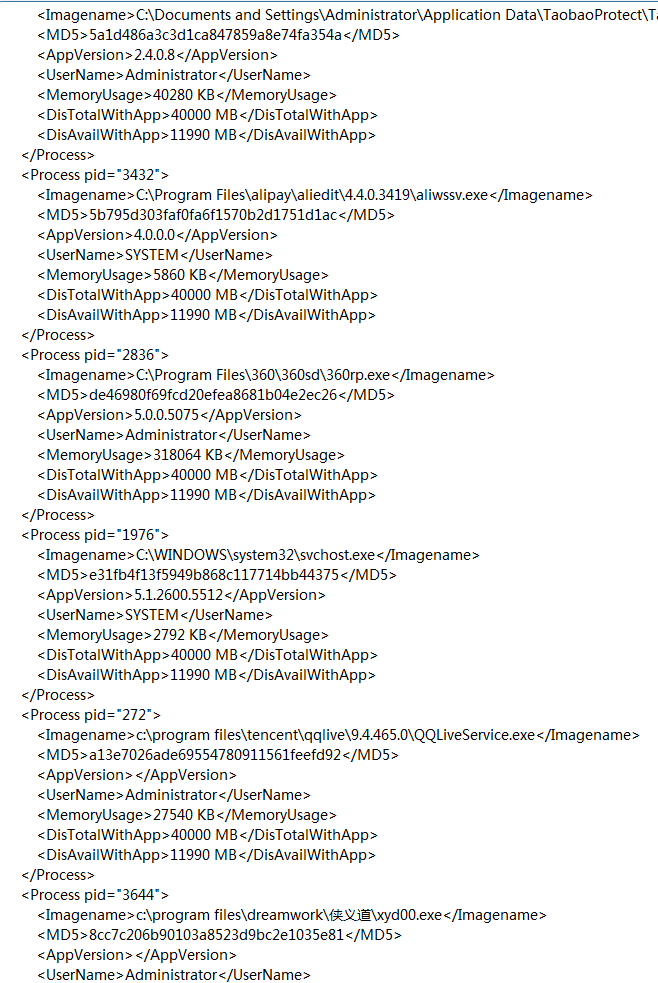 <Imagename>C:\Documents and Settings\Administrator\Application Data\TaobaoProtect\Ta
<MD5>5a1d486a3c3d1ca847859a8e74fa354a</MD5>
<AppVersion>2.4.0.8</AppVersion>
<UserName>Administrator</UserName>
<MemoryUsage>40280 KB</MemoryUsage>
<DisTotalWithApp>40000 MB</DisTotalWithApp>
<DisAvailWithApp>11990 MB</DisAvailWithApp>
</Process>
<Process pid="3432">
<Imagename>C:\Program Files\alipay\aliedit\4.4.0.3419\aliwssv.exe</Imagename>
<MD5>5b795d303faf0fa6f1570b2d1751d1ac</MD5>
<AppVersion>4.0.0.0</AppVersion>
<UserName>SYSTEM</UserName>
<MemoryUsage>5860 KB</MemoryUsage>
<DisTotalWithApp>40000 MB</DisTotalWithApp>
<DisAvailWithApp>11990 MB</DisAvailWithApp>
</Process>
<Process pid="2836">
<Imagename>C:\Program Files\360\360sd\360rp.exe</Imagename>
<MD5>de46980f69fcd20efea8681b04e2ec26</MD5>
<AppVersion>5.0.0.5075</AppVersion>
<UserName>Administrator</UserName>
<MemoryUsage>318064 KB</MemoryUsage>
<DisTotalWithApp>40000 MB</DisTotalWithApp>
<DisAvailWithApp>11990 MB</DisAvailWithApp>
</Process>
<Process pid="1976">
<Imagename>C:\WINDOWS\system32\svchost.exe</Imagename>
<MD5>e31fb4f13f5949b868c117714bb44375</MD5>
<AppVersion>5.1.2600.5512</AppVersion>
<UserName>SYSTEM</UserName>
<MemoryUsage>2792 KB</MemoryUsage>
<DisTotalWithApp>40000 MB</DisTotalWithApp>
<DisAvailWithApp>11990 MB</DisAvailWithApp>
</Process>
<Process pid="272">
<Imagename>c:\program files\tencent\qqlive\9.4.465.0\QQLiveService.exe</Imagename>
<MD5>a13e7026ade69554780911561feefd92</MD5>
<AppVersion></AppVersion>
<UserName>Administrator</UserName>
<MemoryUsage>27540 KB</MemoryUsage>
<DisTotalWithApp>40000 MB</DisTotalWithApp>
<DisAvailWithApp>11990 MB</DisAvailWithApp>
</Process>
<Process pid="3644">
<Imagename>c:\program files\dreamwork\侠义道\xyd00.exe</Imagename>
<MD5>8cc7c206b90103a8523d9bc2e1035e81</MD5>
<AppVersion></AppVersion>
<UserName>Administrator</UserName>